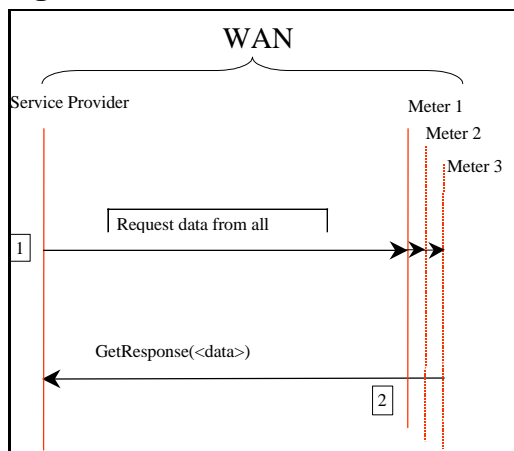 WAN
Service Provider
Meter 1
Meter 2
Meter 3
Request data from all
1
GetResponse(<data>)
2